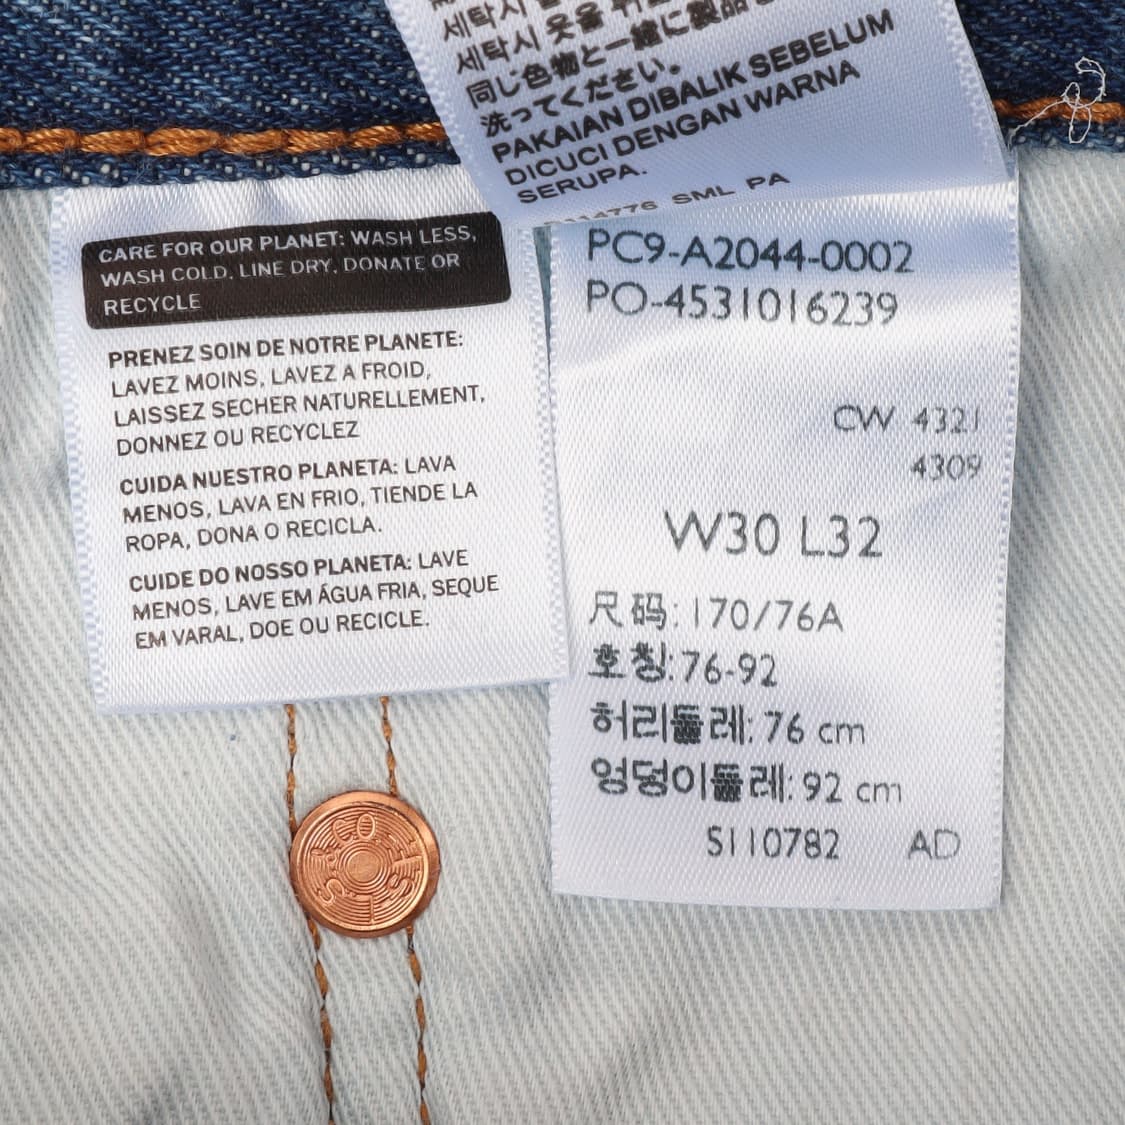 세탁시
세탁시 옷을
同じ色物と一緒に製品を
洗ってください。
PAKAIAN DIBALIK SEBELUM
DICUCI DENGAN WARNA
SERUPA.
SML PA
CARE FOR OUR PLANET: WASH LESS,
WASH COLD, LINE DRY, DONATE OR
RECYCLE
PRENEZ SOIN DE NOTRE PLANETE:
LAVEZ MOINS, LAVEZ A FROID,
LAISSEZ SECHER NATURELLEMENT,
DONNEZ OU RECYCLEZ
CUIDA NUESTRO PLANETA: LAVA
MENOS, LAVA EN FRIO, TIENDE LA
ROPA, DONA O RECICLA.
CUIDE DO NOSSO PLANETA: LAVE
MENOS, LAVE EM ÁGUA FRIA, SEQUE
EM VARAL, DOE OU RECICLE.
PC9-A2044-0002
PO-4531016239
CW 4321
4309
W30 L32
尺码: 170/76A
호칭: 76-92
허리둘레: 76 cm
엉덩이둘레: 92 cm
S110782 AD